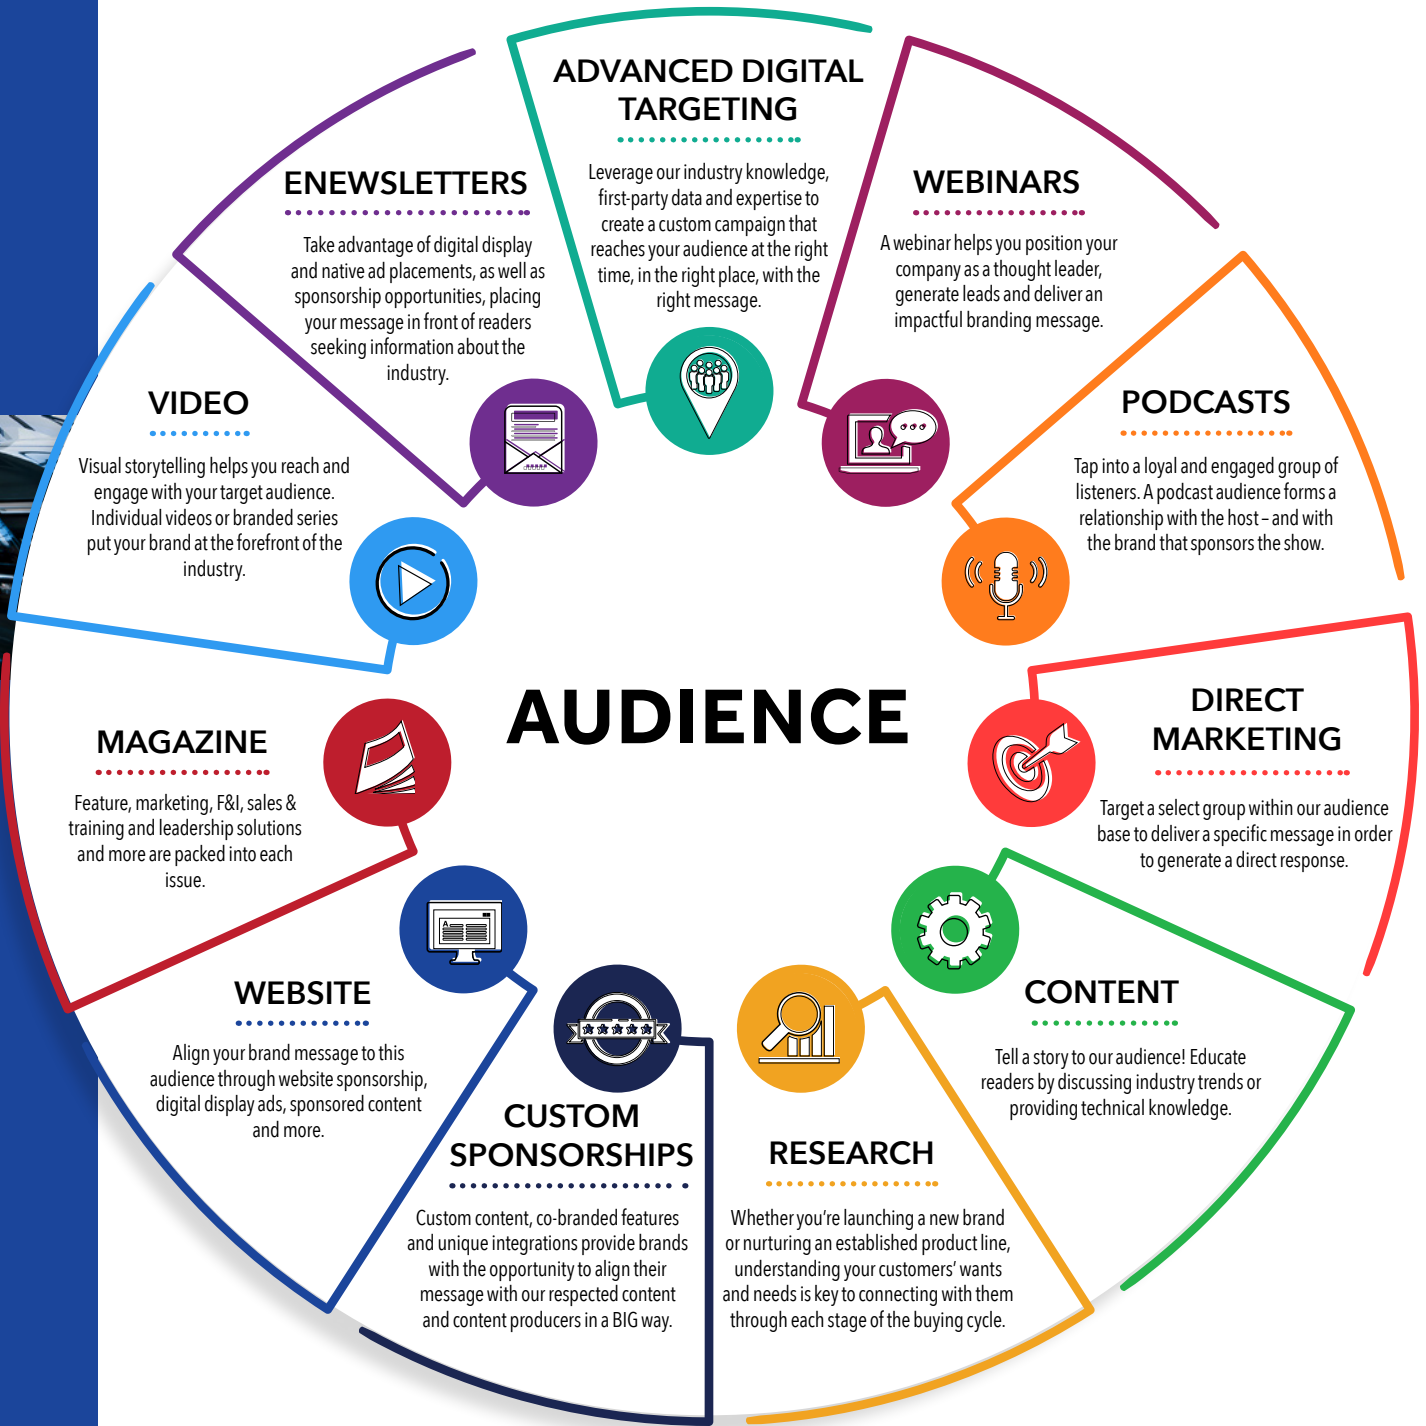 ADVANCED DIGITAL
TARGETING
Leverage our industry knowledge,
first-party data and expertise to
create a custom campaign that
reaches your audience at the right
time, in the right place, with the
right message.
WEBINARS
A webinar helps you position your
company as a thought leader,
generate leads and deliver an
impactful branding message.
PODCASTS
Tap into a loyal and engaged group of
listeners. A podcast audience forms a
relationship with the host – and with
the brand that sponsors the show.
DIRECT
MARKETING
Target a select group within our audience
base to deliver a specific message in order
to generate a direct response.
CONTENT
Tell a story to our audience! Educate
readers by discussing industry trends or
providing technical knowledge.
RESEARCH
Whether you're launching a new brand
or nurturing an established product line,
understanding your customers' wants
and needs is key to connecting with them
through each stage of the buying cycle.
CUSTOM
SPONSORSHIPS
Custom content, co-branded features
and unique integrations provide brands
with the opportunity to align their
message with our respected content
and content producers in a BIG way.
WEBSITE
Align your brand message to this
audience through website sponsorship,
digital display ads, sponsored content
and more.
MAGAZINE
Feature, marketing, F&I, sales &
training and leadership solutions
and more are packed into each
issue.
VIDEO
Visual storytelling helps you reach and
engage with your target audience.
Individual videos or branded series
put your brand at the forefront of the
industry.
ENEWSLETTERS
Take advantage of digital display
and native ad placements, as well as
sponsorship opportunities, placing
your message in front of readers
seeking information about the
industry.
AUDIENCE